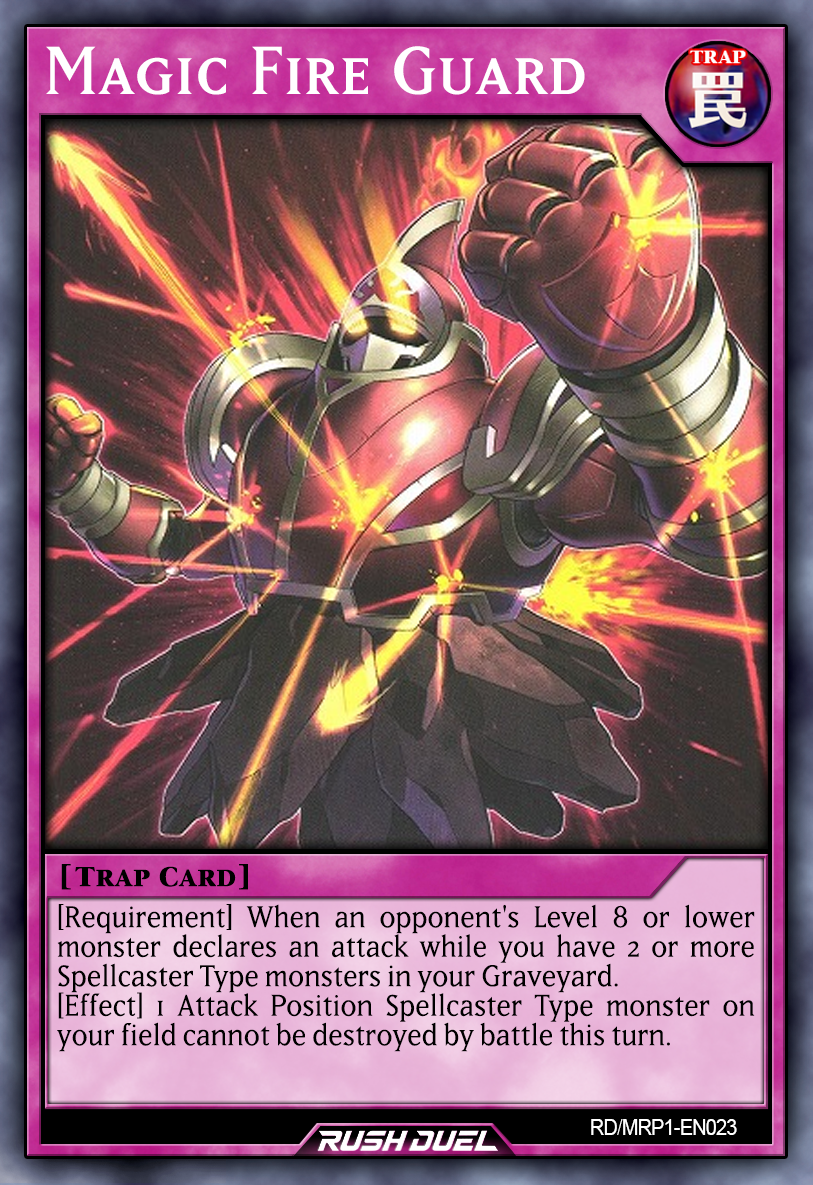 Magic Fire Guard
TRAP
罠
[Trap Card]
[Requirement] When an opponent's Level 8 or lower
monster declares an attack while you have 2 or more
Spellcaster Type monsters in your Graveyard.
[Effect] 1 Attack Position Spellcaster Type monster on
your field cannot be destroyed by battle this turn.
RUSH DUEL
RD/MRP1-EN023